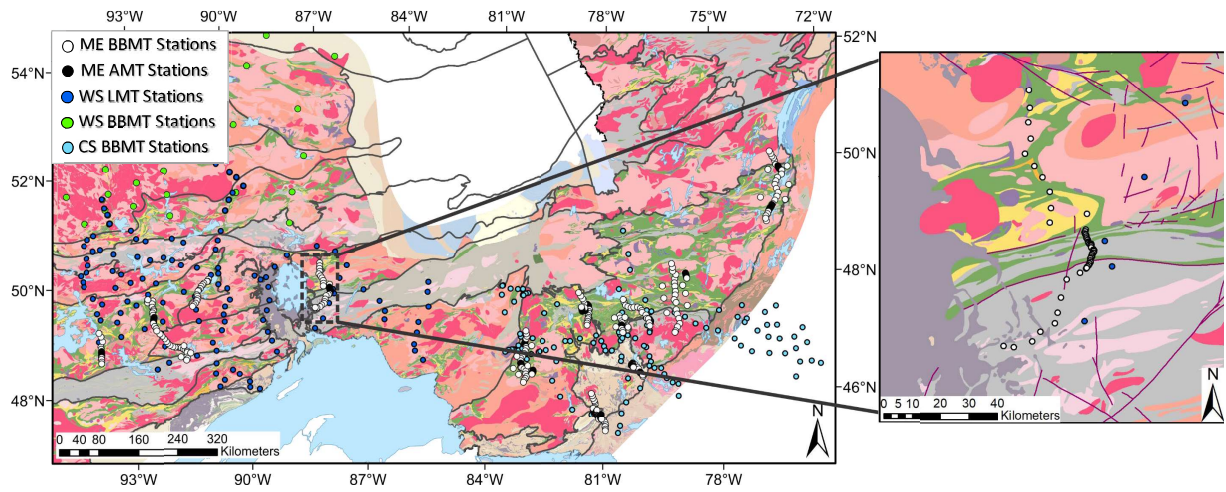 93°W 90°W 87°W 84°W 81°W 78°W 75°W 72°W
ME BBMT Stations
ME AMT Stations
WS LMT Stations
WS BBMT Stations
CS BBMT Stations
54°N
52°N
50°N
48°N
52°N
50°N
48°N
46°N
0 40 80 160 240 320
Kilometers
N
93°W 90°W 87°W 84°W 81°W 78°W
N
0 5 10 20 30 40
Kilometers